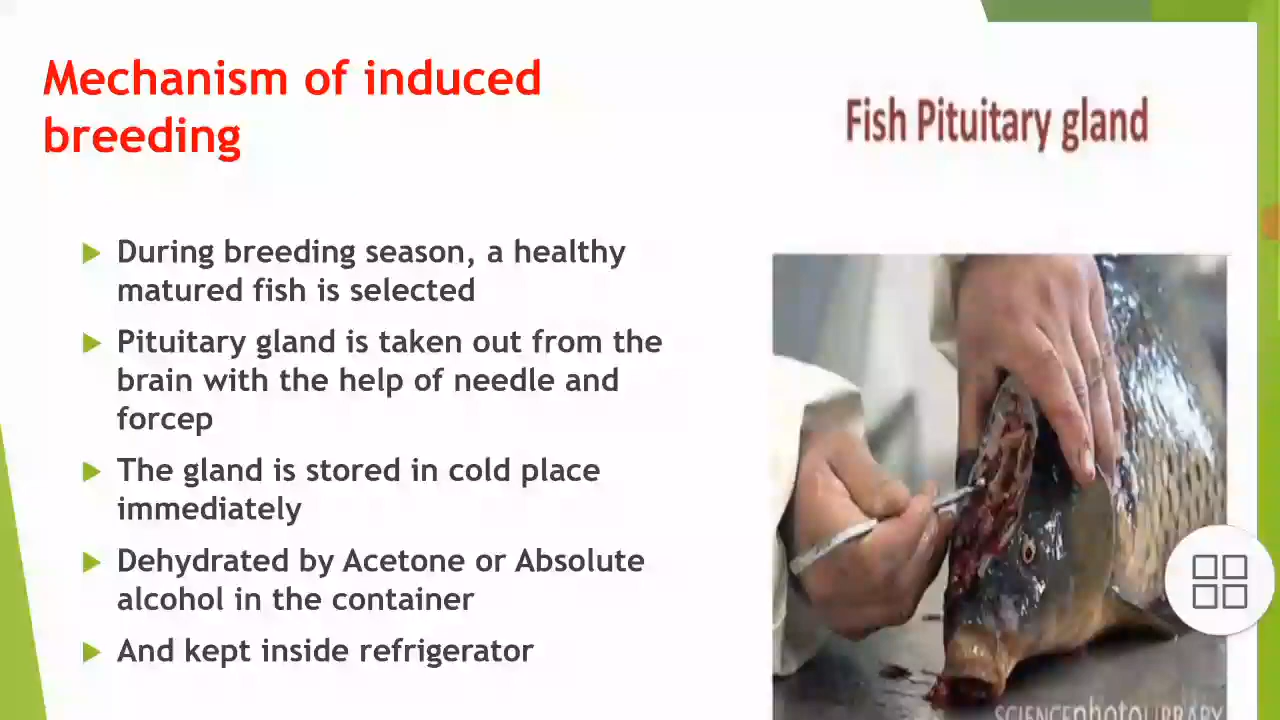 Mechanism of induced
breeding
Fish Pituitary gland
During breeding season, a healthy
matured fish is selected
Pituitary gland is taken out from the
brain with the help of needle and
forcep
The gland is stored in cold place
immediately
Dehydrated by Acetone or Absolute
alcohol in the container
And kept inside refrigerator
SCIENCEphotoLIBRARY